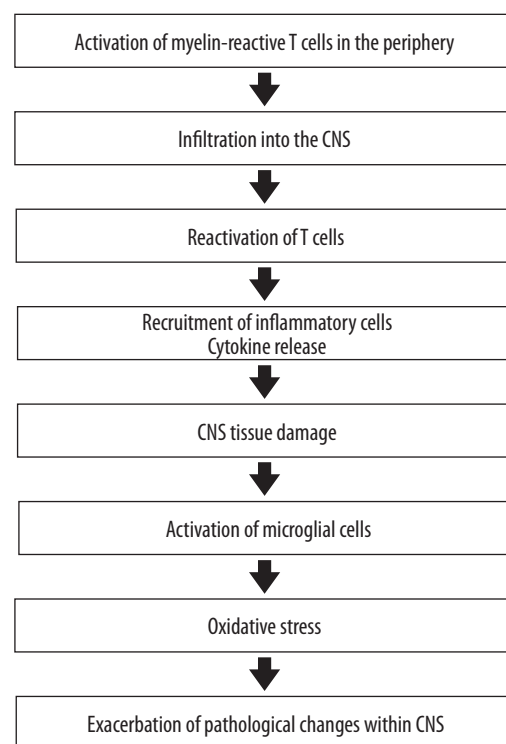 Activation of myelin-reactive T cells in the periphery
Infiltration into the CNS
Reactivation of T cells
Recruitment of inflammatory cells
Cytokine release
CNS tissue damage
Activation of microglial cells
Oxidative stress
Exacerbation of pathological changes within CNS